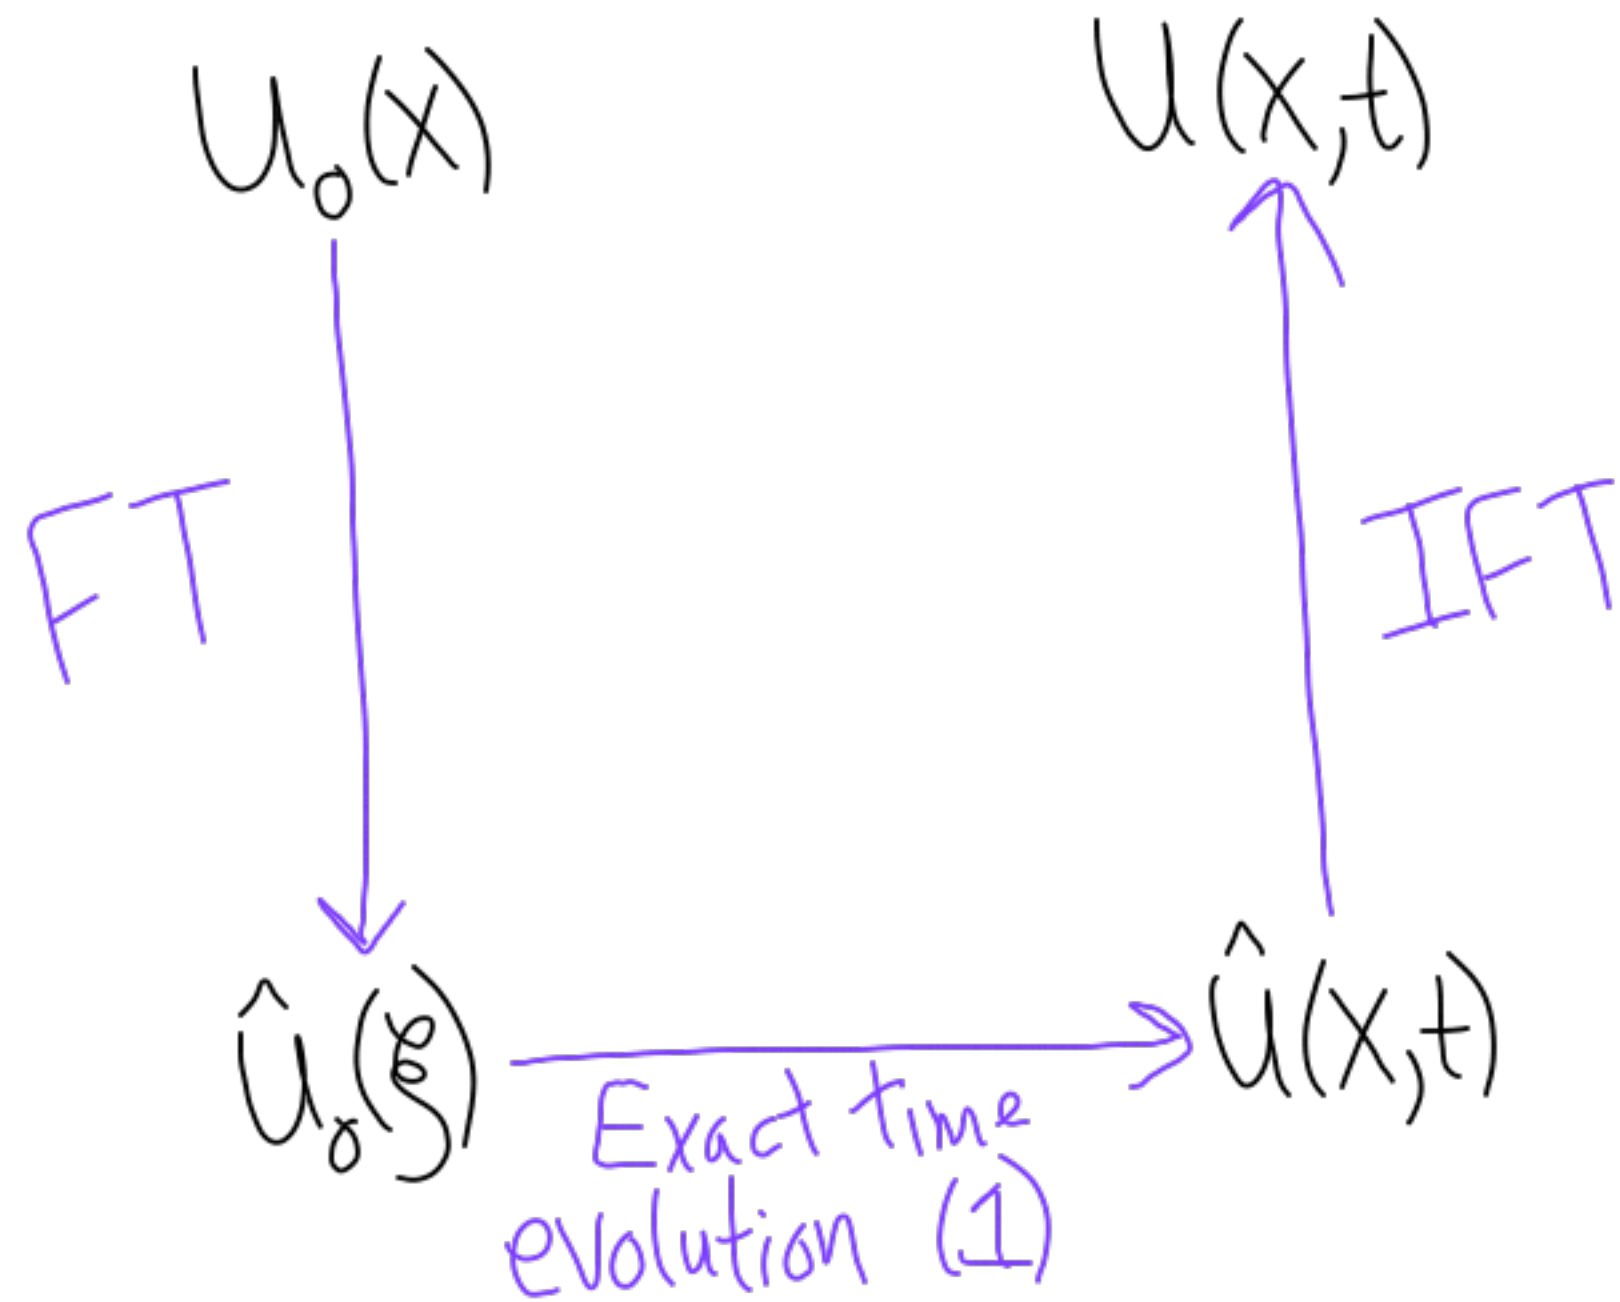 U₀(x)
U(x,t)
FT
IFT
û₀(ξ)
û(x,t)
Exact time
evolution (1)